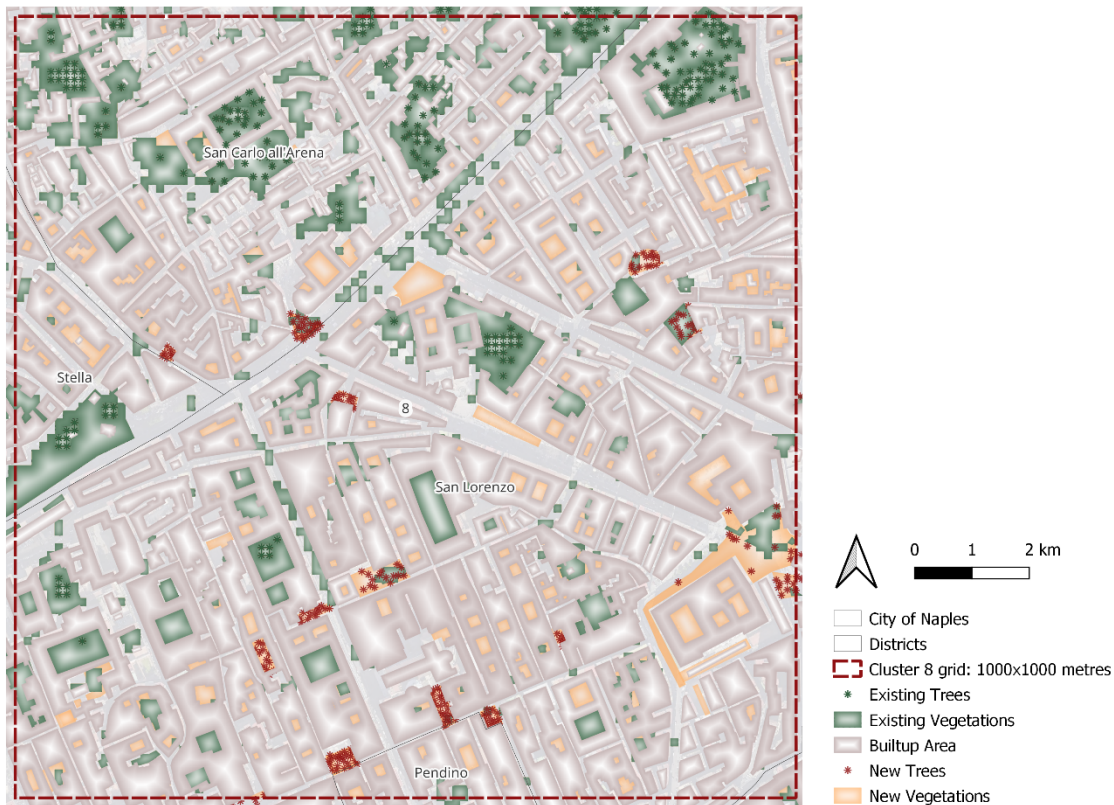 San Carlo all'Arena
Stella
8
San Lorenzo
Pendino
0 1 2 km
City of Naples
Districts
Cluster 8 grid: 1000x1000 metres
Existing Trees
Existing Vegetations
Builtup Area
New Trees
New Vegetations